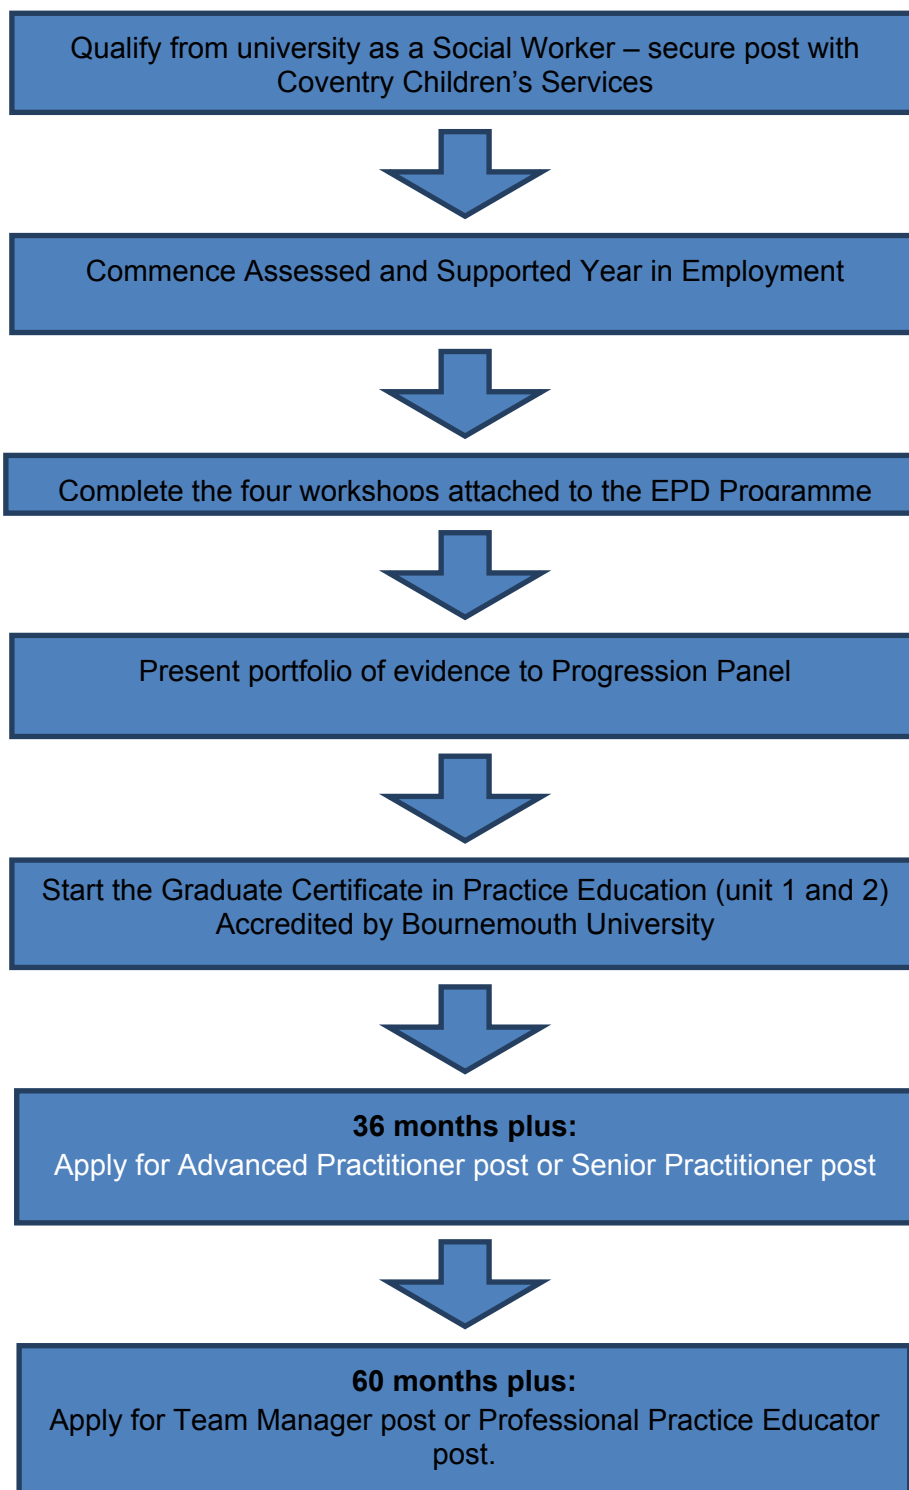 Qualify from university as a Social Worker – secure post with
Coventry Children’s Services
Commence Assessed and Supported Year in Employment
Complete the four workshops attached to the EPD Programme
Present portfolio of evidence to Progression Panel
Start the Graduate Certificate in Practice Education (unit 1 and 2)
Accredited by Bournemouth University
36 months plus:
Apply for Advanced Practitioner post or Senior Practitioner post
60 months plus:
Apply for Team Manager post or Professional Practice Educator
post.